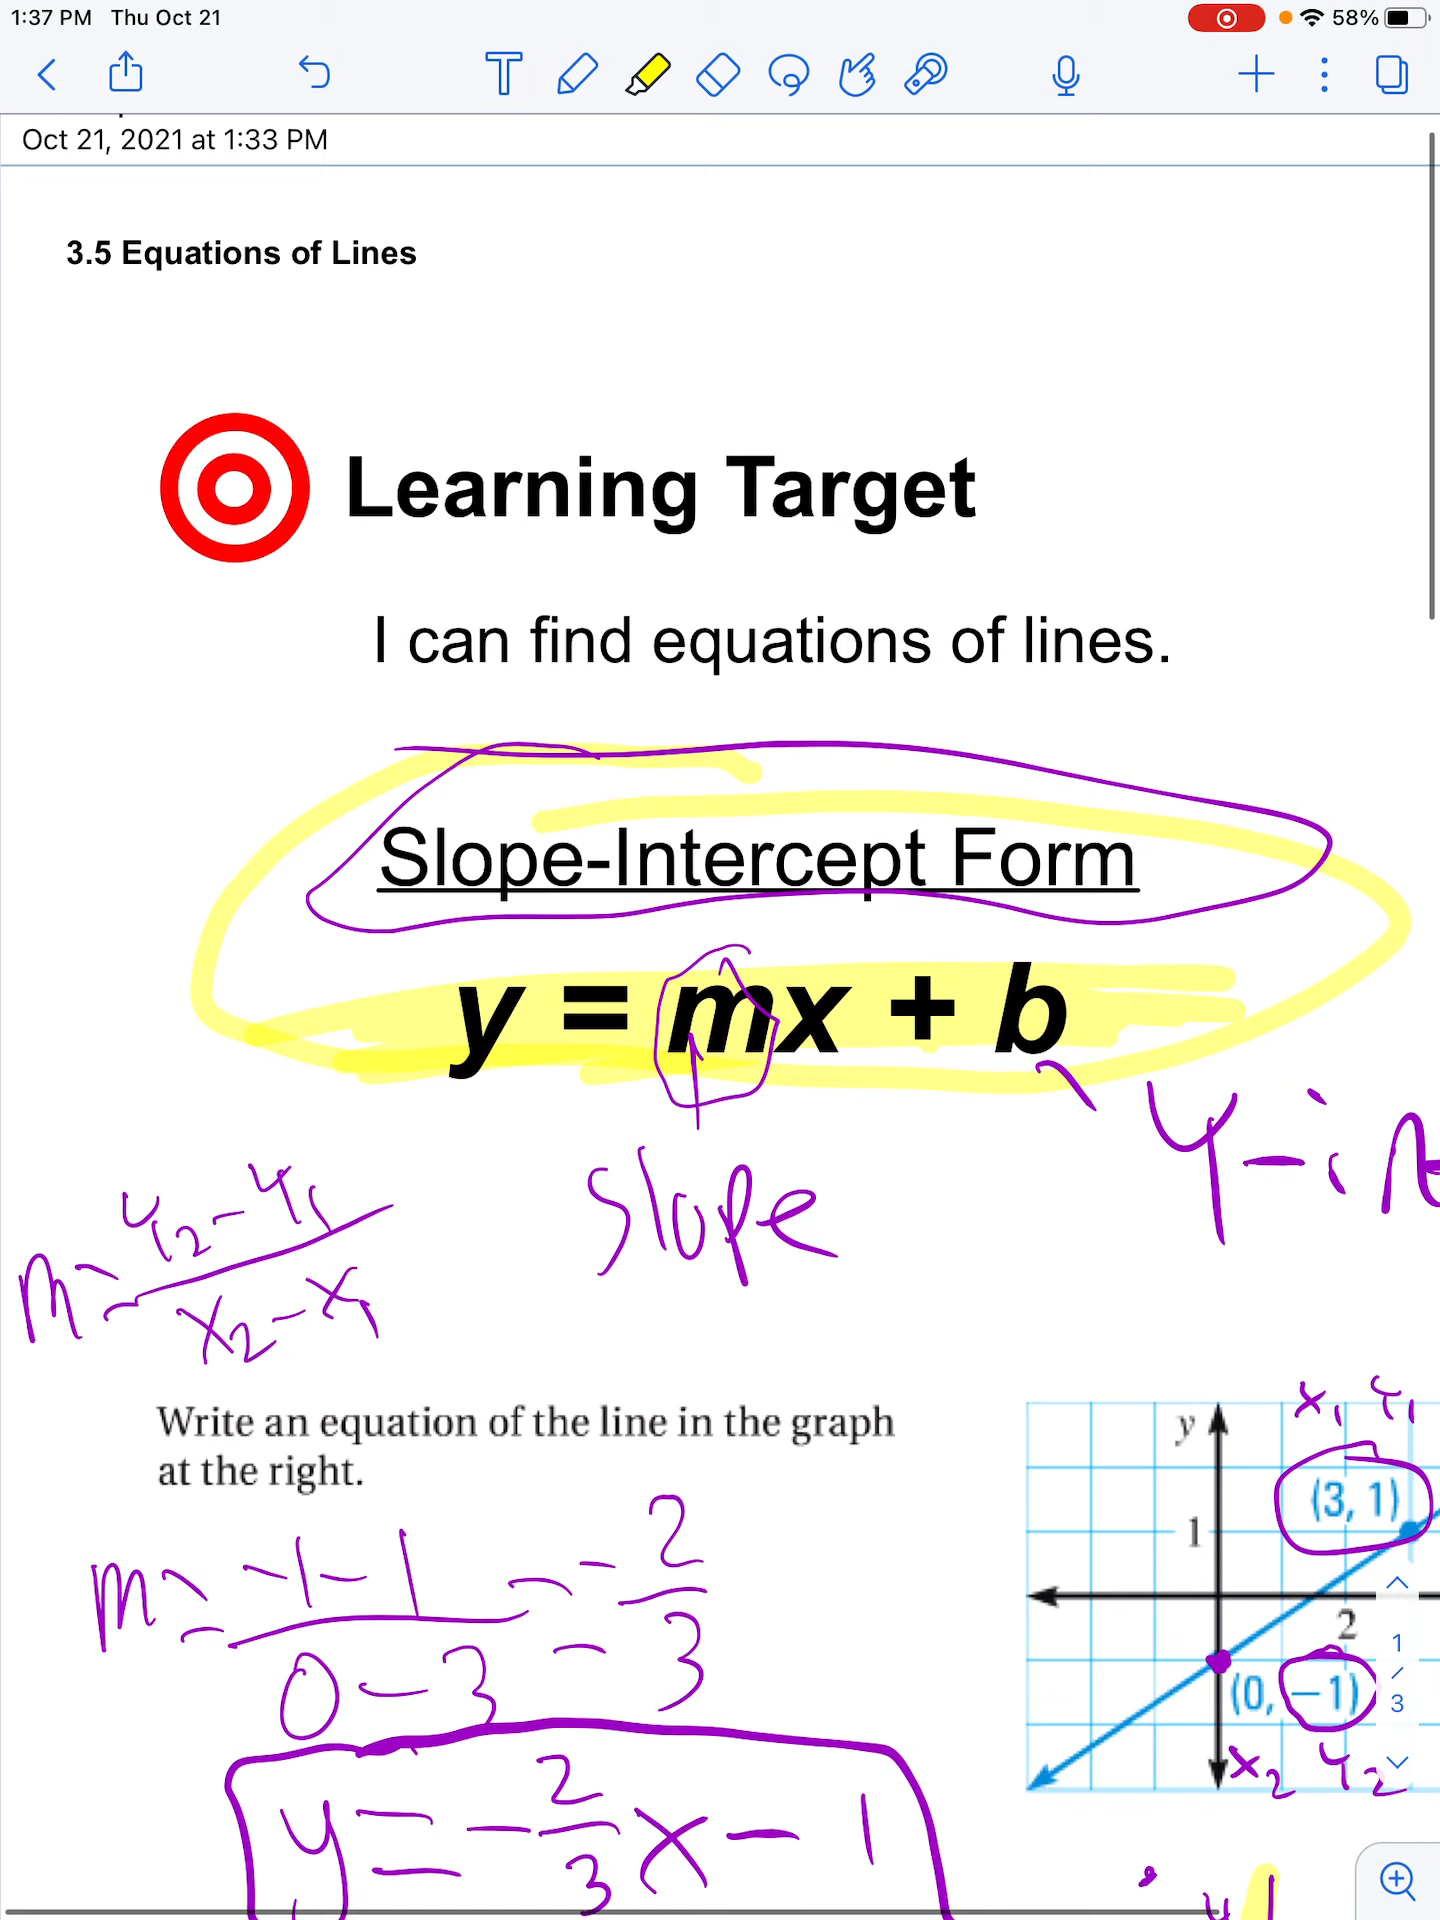 1:37 PM Thu Oct 21 58%
Oct 21, 2021 at 1:33 PM
3.5 Equations of Lines
Learning Target
I can find equations of lines.
Slope-Intercept Form
y = mx + b
slope
y-int
m = y₂ - y₁ / x₂ - x₁
Write an equation of the line in the graph
at the right.
m = -1 - 1 / 0 - 3 = -2 / -3
y = -2/3 x - 1
x₁ y₁
y
(3, 1)
1
2
(0, -1)
x₂ y₂
1
/
3